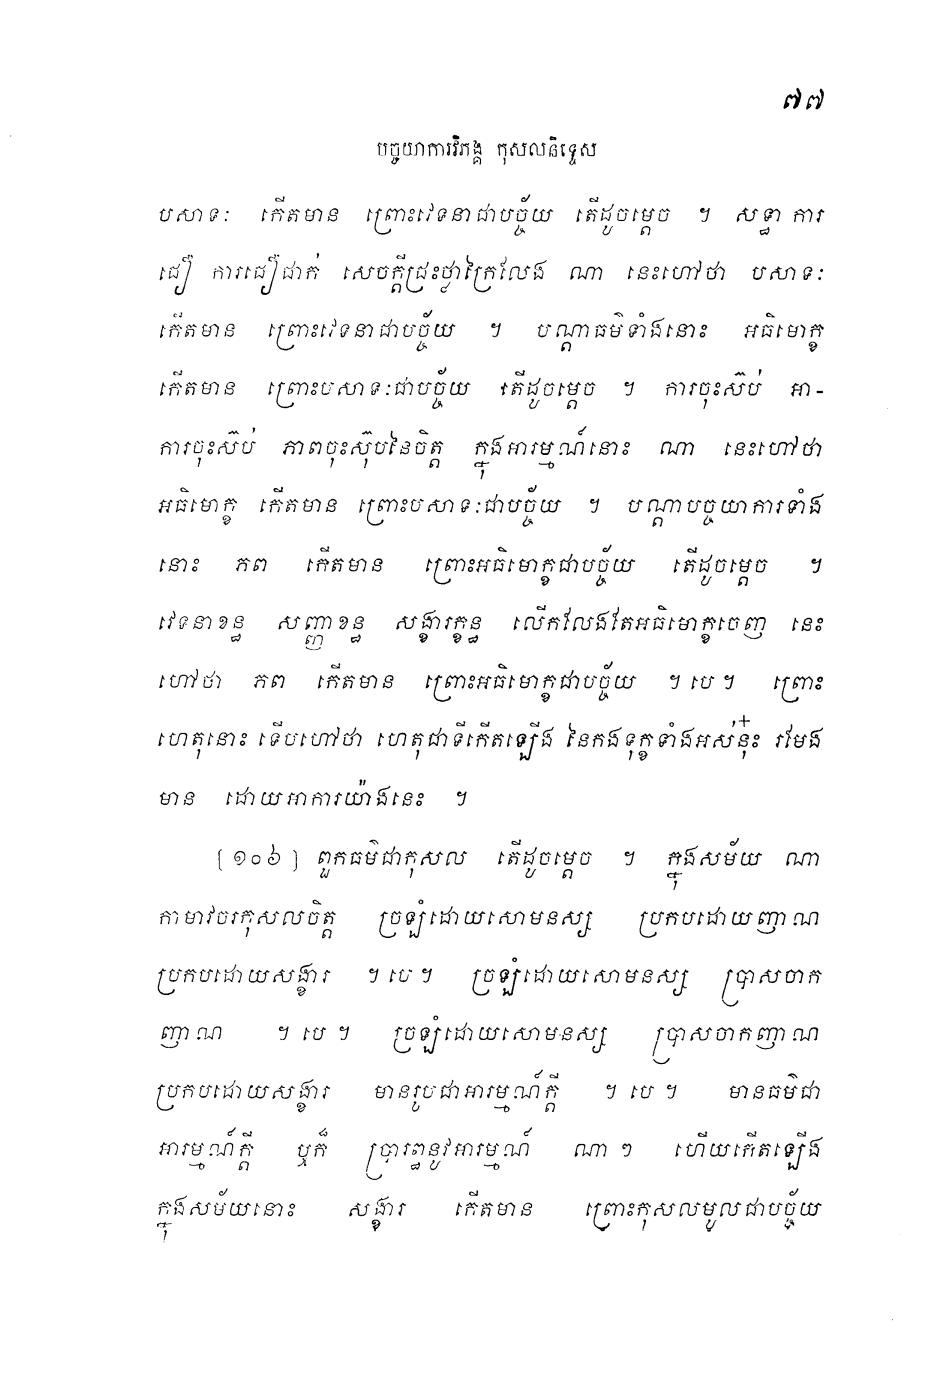 ៧៧
បច្ចយាការវិភង្គ កុសលនិទ្ទេស
បសាទៈ កើតមាន ព្រោះវេទនាជាបច្ច័យ តើដូចម្តេច ។ សទ្ធា ការ
ជឿ ការជឿជាក់ សេចក្តីជ្រះថ្លាក្រៃលែង ណា នេះហៅថា បសាទៈ
កើតមាន ព្រោះវេទនាជាបច្ច័យ ។ បណ្តាធម៌ទាំងនោះ អធិមោក្ខ
កើតមាន ព្រោះបសាទៈជាបច្ច័យ តើដូចម្តេច ។ ការចុះស៊ប់ អា-
ការចុះស៊ប់ ភាពចុះស៊ុបនៃចិត្ត ក្នុងអារម្មណ៍នោះ ណា នេះហៅថា
អធិមោក្ខ កើតមាន ព្រោះបសាទៈជាបច្ច័យ ។ បណ្តាបច្ចយាការទាំង
នោះ ភព កើតមាន ព្រោះអធិមោក្ខជាបច្ច័យ តើដូចម្តេច ។
វេទនាខន្ធ សញ្ញាខន្ធ សង្ខារក្ខន្ធ លើកលែងតែអធិមោក្ខចេញ នេះ
ហៅថា ភព កើតមាន ព្រោះអធិមោក្ខជាបច្ច័យ ។ បេ ។ ព្រោះ
ហេតុនោះ ទើបហៅថា ហេតុជាទីកើតឡើង នៃកងទុក្ខទាំងអស់នុ៎ះ រមែង
មាន ដោយអាការយ៉ាងនេះ ។
[១០៦] ពួកធម៌ជាកុសល តើដូចម្តេច ។ ក្នុងសម័យ ណា
កាមាវចរកុសលចិត្ត ច្រឡំដោយសោមនស្ស ប្រកបដោយញាណ
ប្រកបដោយសង្ខារ ។ បេ ។ ច្រឡំដោយសោមនស្ស ប្រាសចាក
ញាណ ។ បេ ។ ច្រឡំដោយសោមនស្ស ប្រាសចាកញាណ
ប្រកបដោយសង្ខារ មានរូបជាអារម្មណ៍ក្តី ។ បេ ។ មានធម៌ជា
អារម្មណ៍ក្តី ឬក៏ ប្រារព្ធនូវអារម្មណ៍ ណា ៗ ហើយកើតឡើង
ក្នុងសម័យនោះ សង្ខារ កើតមាន ព្រោះកុសលមូលជាបច្ច័យ